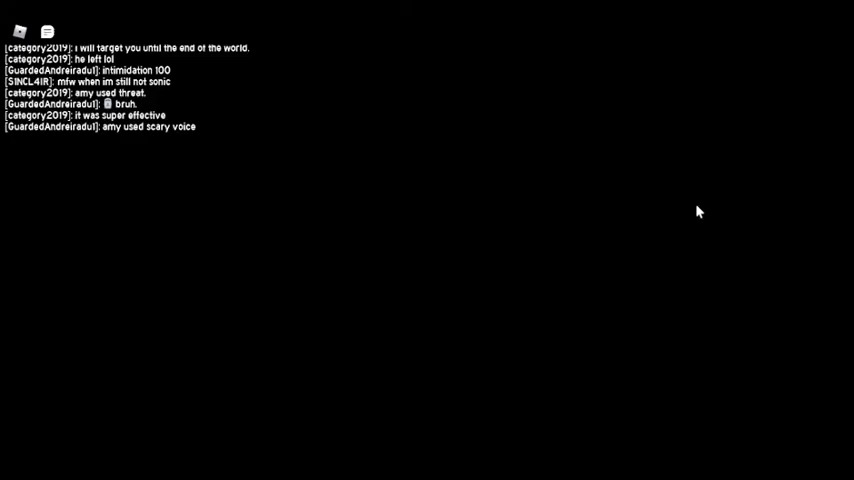 [category2019]: i will target you until the end of the world.
[category2019]: he left lol
[GuardedAndreiradu1]: intimidation 100
[S1NCL4IR]: mfw when im still not sonic
[category2019]: amy used threat.
[GuardedAndreiradu1]: 🗿 bruh.
[category2019]: it was super effective
[GuardedAndreiradu1]: amy used scary voice